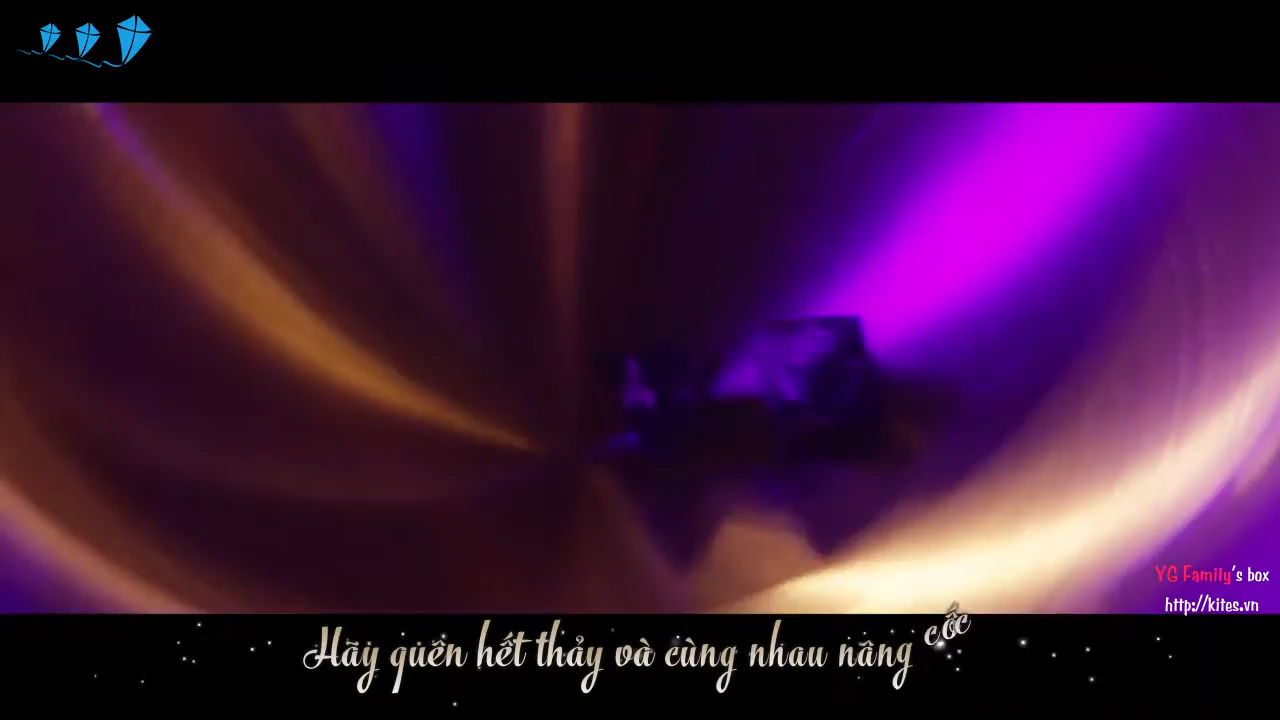 YG Family's box
http://kites.vn
Hãy quên hết thảy và cùng nhau nâng cốc